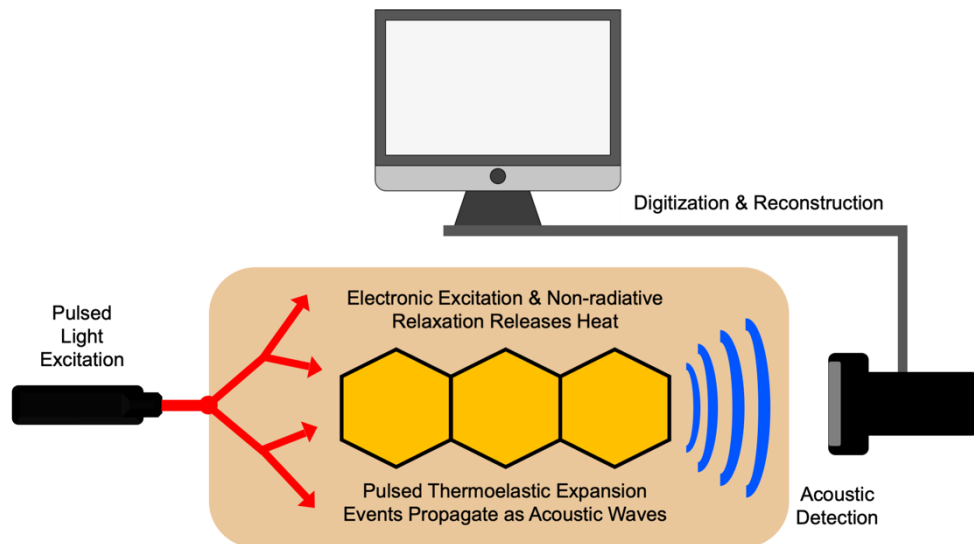 Digitization & Reconstruction
Pulsed
Light
Excitation
Electronic Excitation & Non-radiative
Relaxation Releases Heat
Pulsed Thermoelastic Expansion
Events Propagate as Acoustic Waves
Acoustic
Detection